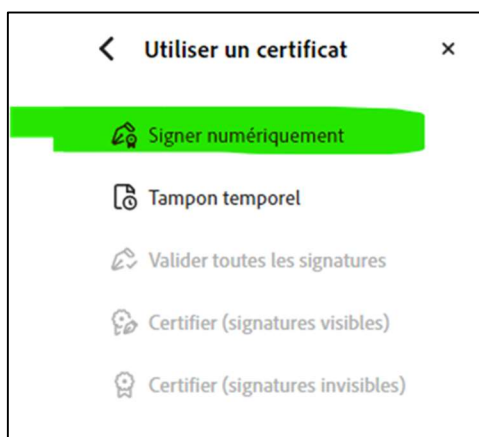 Utiliser un certificat
Signer numériquement
Tampon temporel
Valider toutes les signatures
Certifier (signatures visibles)
Certifier (signatures invisibles)